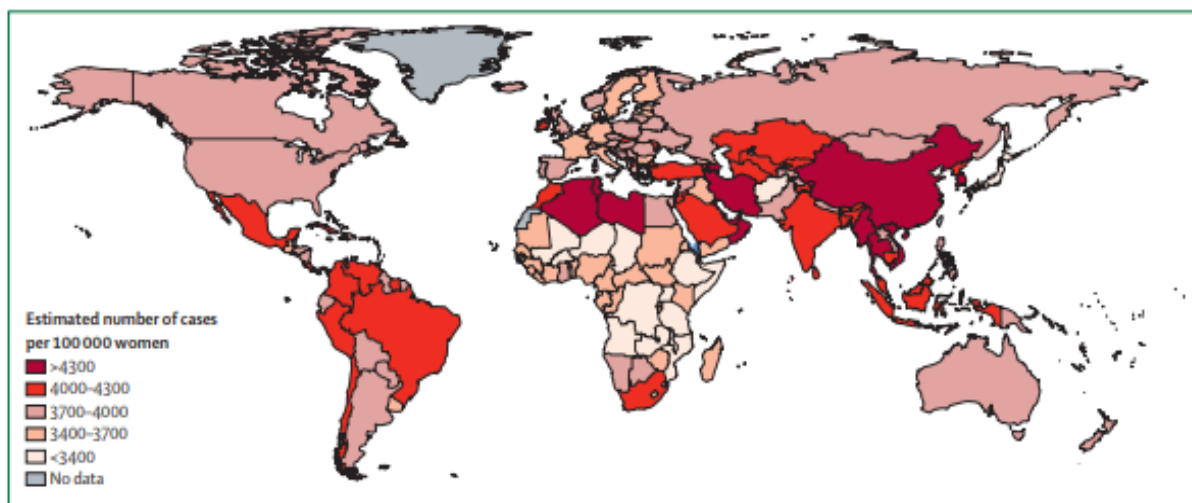 Estimated number of cases
per 100 000 women
>4300
4000–4300
3700–4000
3400–3700
<3400
No data